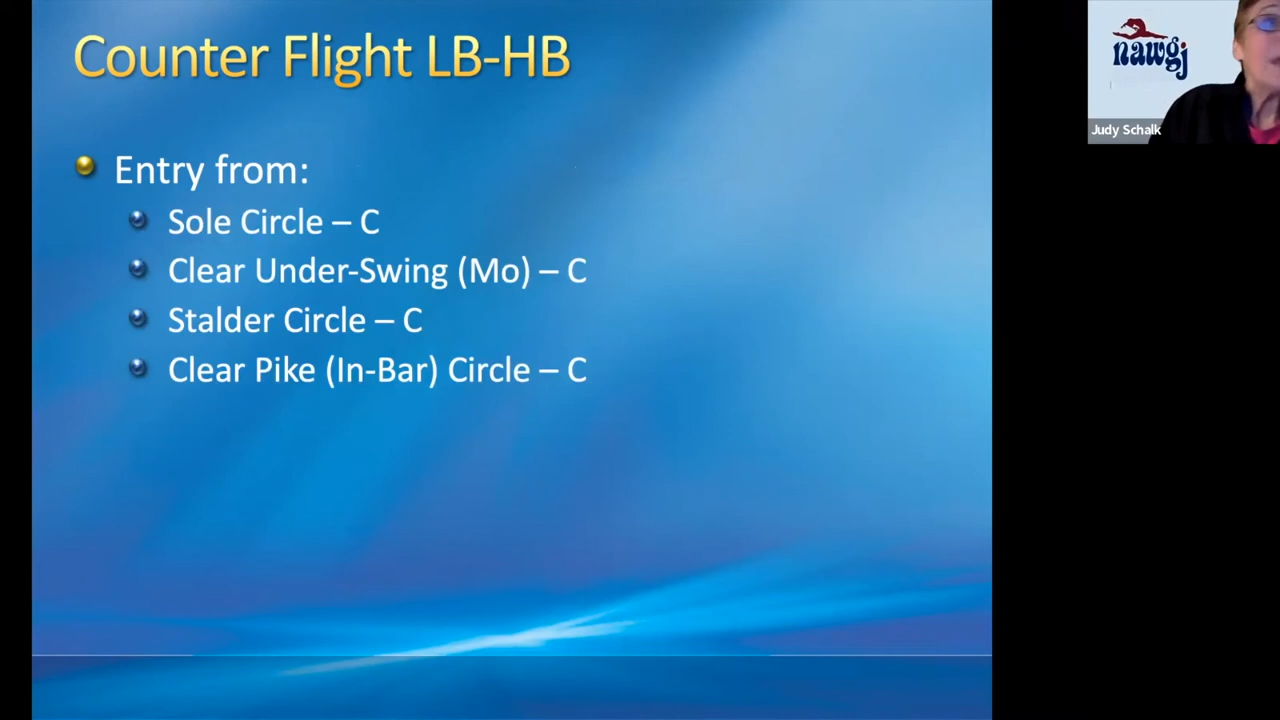 Counter Flight LB-HB
Entry from:
Sole Circle – C
Clear Under-Swing (Mo) – C
Stalder Circle – C
Clear Pike (In-Bar) Circle – C
nawgj
Judy Schalk